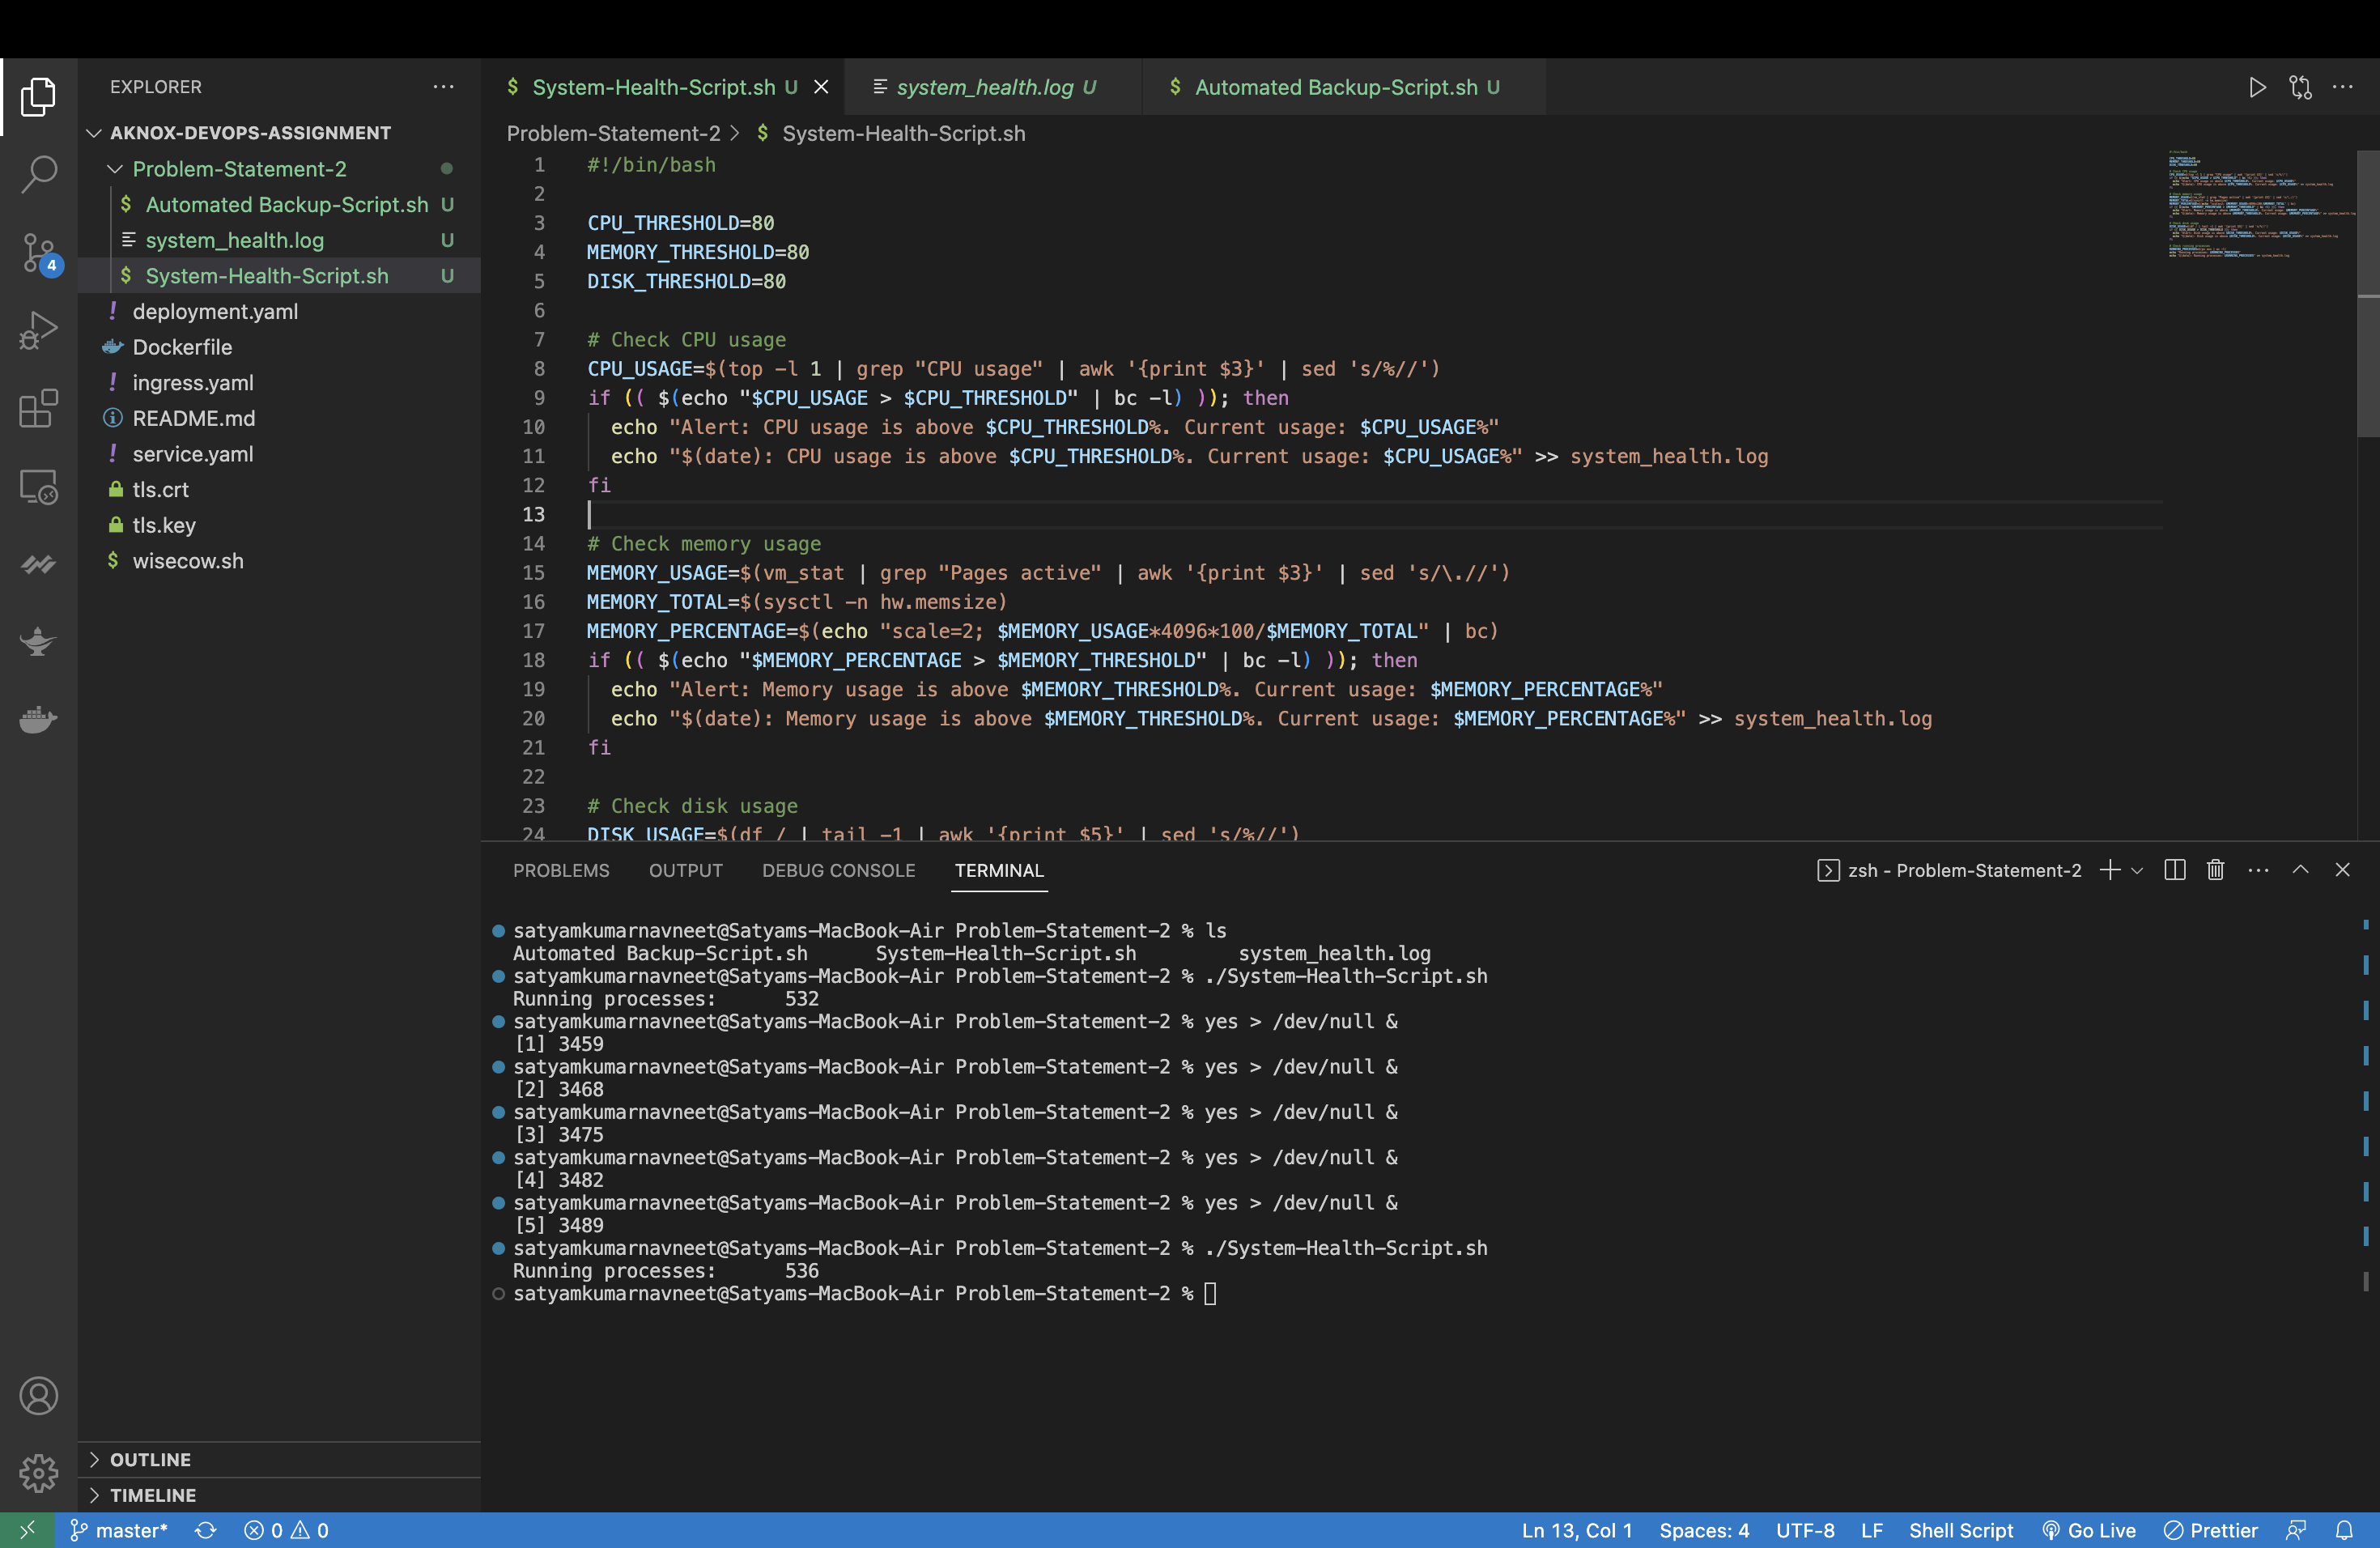 EXPLORER
AKNOX-DEVOPS-ASSIGNMENT
Problem-Statement-2
$ Automated Backup-Script.sh U
system_health.log U
$ System-Health-Script.sh U
! deployment.yaml
Dockerfile
! ingress.yaml
README.md
! service.yaml
tls.crt
tls.key
$ wisecow.sh
4
OUTLINE
TIMELINE
$ System-Health-Script.sh U
system_health.log U
$ Automated Backup-Script.sh U
Problem-Statement-2 > $ System-Health-Script.sh
1 #!/bin/bash
2
3 CPU_THRESHOLD=80
4 MEMORY_THRESHOLD=80
5 DISK_THRESHOLD=80
6
7 # Check CPU usage
8 CPU_USAGE=$(top -l 1 | grep "CPU usage" | awk '{print $3}' | sed 's/%//')
9 if (( $(echo "$CPU_USAGE > $CPU_THRESHOLD" | bc -l) )); then
10 echo "Alert: CPU usage is above $CPU_THRESHOLD%. Current usage: $CPU_USAGE%"
11 echo "$(date): CPU usage is above $CPU_THRESHOLD%. Current usage: $CPU_USAGE%" >> system_health.log
12 fi
13
14 # Check memory usage
15 MEMORY_USAGE=$(vm_stat | grep "Pages active" | awk '{print $3}' | sed 's/\.//')
16 MEMORY_TOTAL=$(sysctl -n hw.memsize)
17 MEMORY_PERCENTAGE=$(echo "scale=2; $MEMORY_USAGE*4096*100/$MEMORY_TOTAL" | bc)
18 if (( $(echo "$MEMORY_PERCENTAGE > $MEMORY_THRESHOLD" | bc -l) )); then
19 echo "Alert: Memory usage is above $MEMORY_THRESHOLD%. Current usage: $MEMORY_PERCENTAGE%"
20 echo "$(date): Memory usage is above $MEMORY_THRESHOLD%. Current usage: $MEMORY_PERCENTAGE%" >> system_health.log
21 fi
22
23 # Check disk usage
24 DISK_USAGE=$(df / | tail -1 | awk '{print $5}' | sed 's/%//')
PROBLEMS OUTPUT DEBUG CONSOLE TERMINAL
zsh - Problem-Statement-2
satyamkumarnavneet@Satyams-MacBook-Air Problem-Statement-2 % ls
Automated Backup-Script.sh System-Health-Script.sh system_health.log
satyamkumarnavneet@Satyams-MacBook-Air Problem-Statement-2 % ./System-Health-Script.sh
Running processes: 532
satyamkumarnavneet@Satyams-MacBook-Air Problem-Statement-2 % yes > /dev/null &
[1] 3459
satyamkumarnavneet@Satyams-MacBook-Air Problem-Statement-2 % yes > /dev/null &
[2] 3468
satyamkumarnavneet@Satyams-MacBook-Air Problem-Statement-2 % yes > /dev/null &
[3] 3475
satyamkumarnavneet@Satyams-MacBook-Air Problem-Statement-2 % yes > /dev/null &
[4] 3482
satyamkumarnavneet@Satyams-MacBook-Air Problem-Statement-2 % yes > /dev/null &
[5] 3489
satyamkumarnavneet@Satyams-MacBook-Air Problem-Statement-2 % ./System-Health-Script.sh
Running processes: 536
satyamkumarnavneet@Satyams-MacBook-Air Problem-Statement-2 %
master* 0 0 Ln 13, Col 1 Spaces: 4 UTF-8 LF Shell Script Go Live Prettier